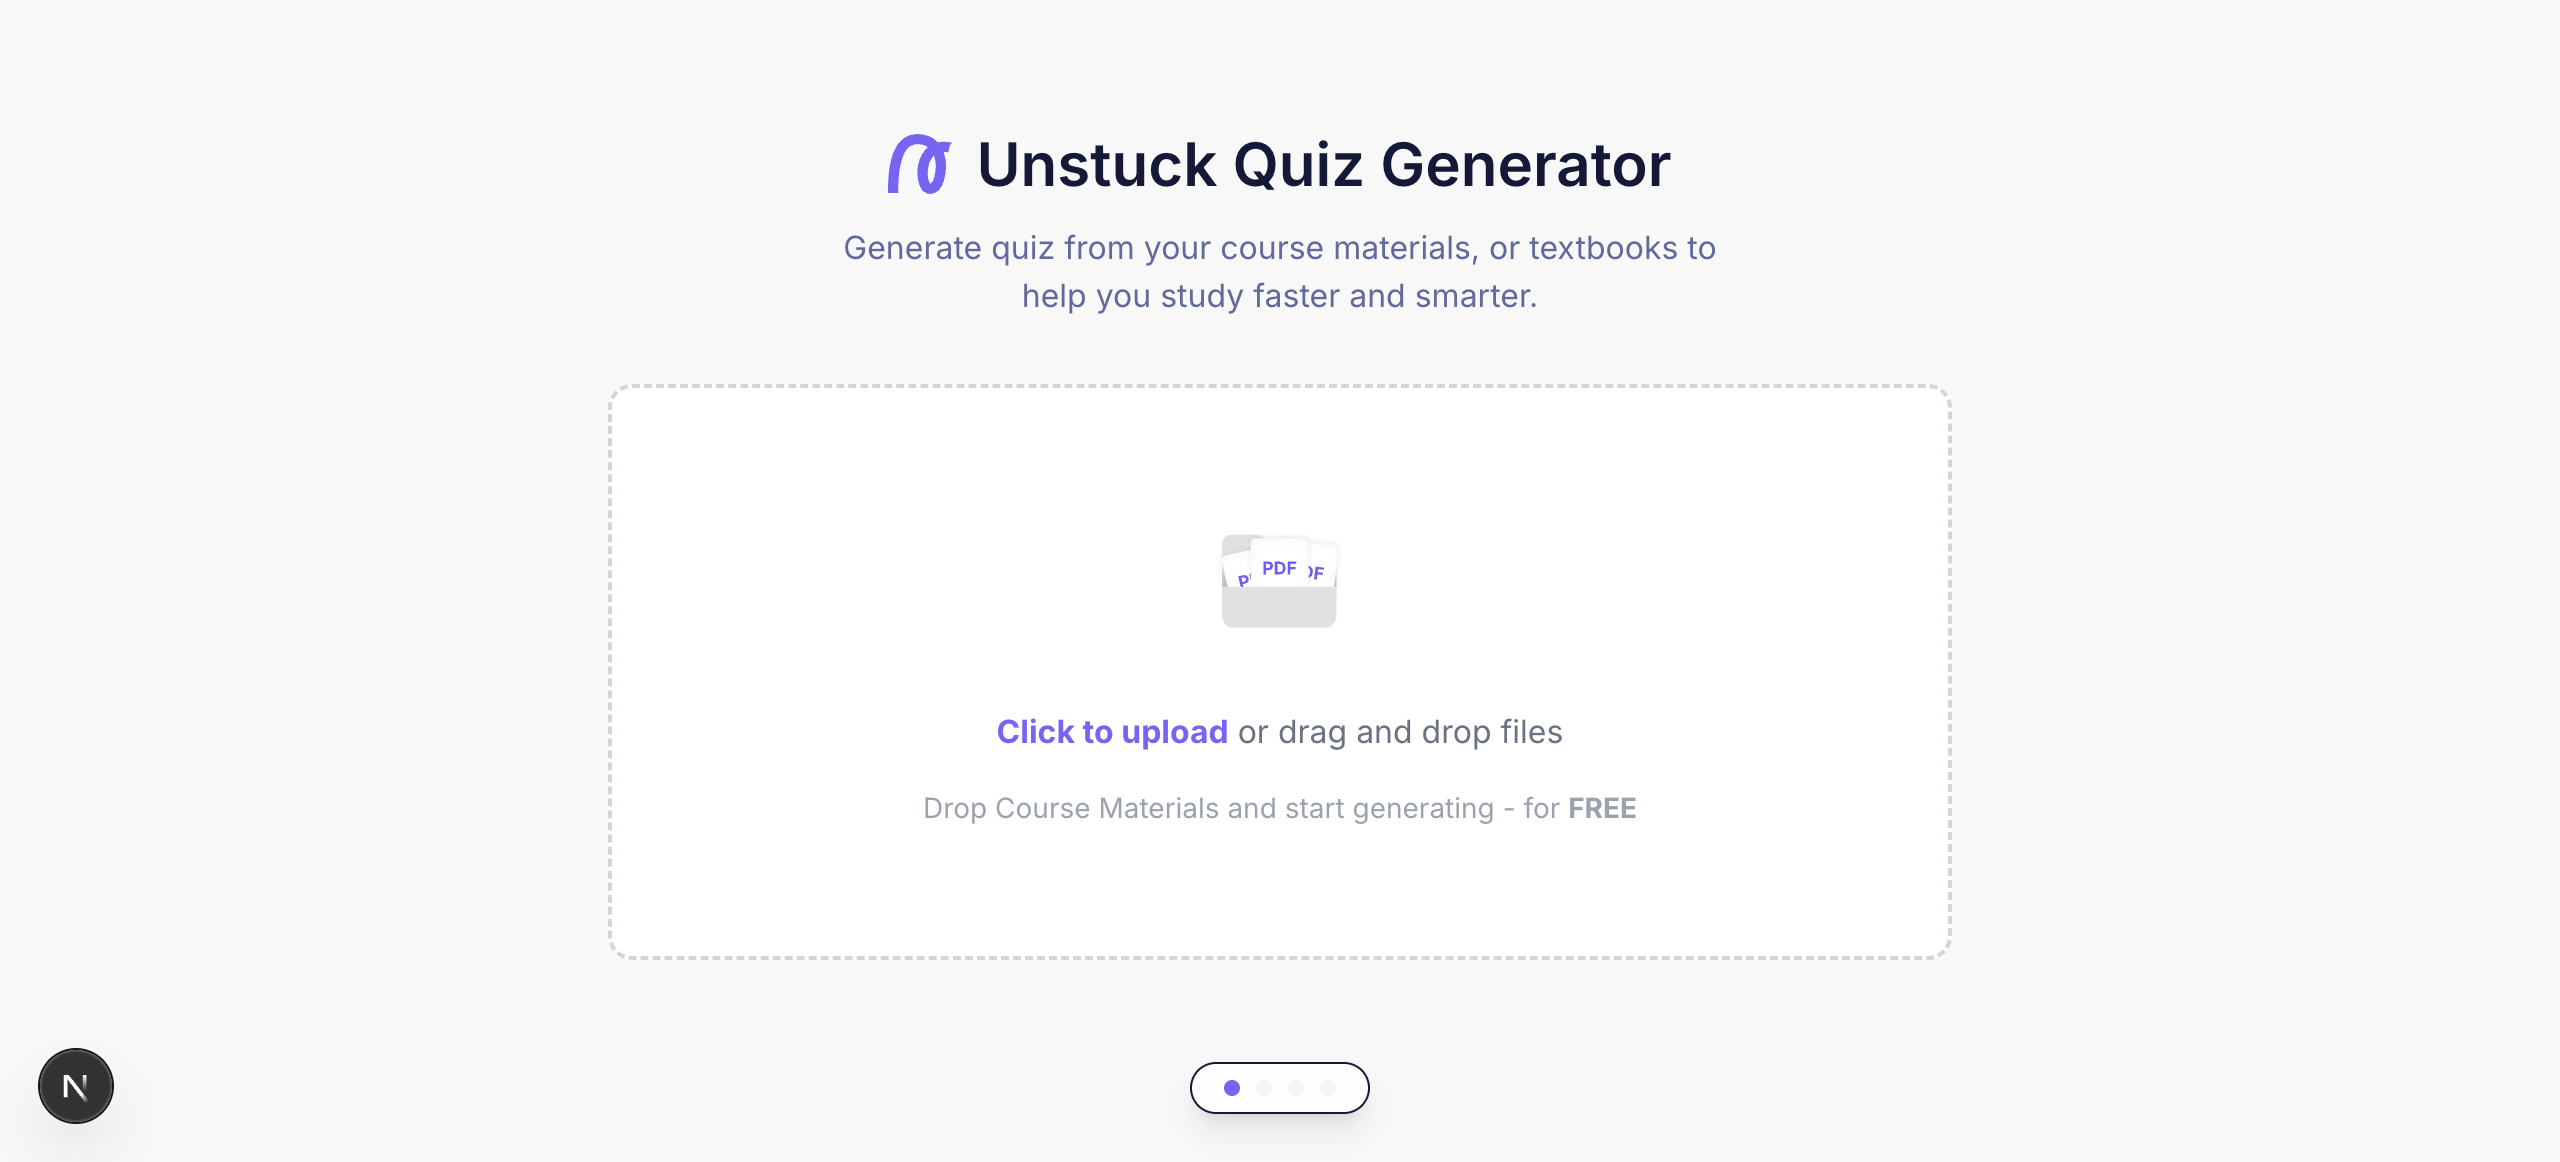 Unstuck Quiz Generator
Generate quiz from your course materials, or textbooks to
help you study faster and smarter.
PDF
Click to upload or drag and drop files
Drop Course Materials and start generating - for FREE
N